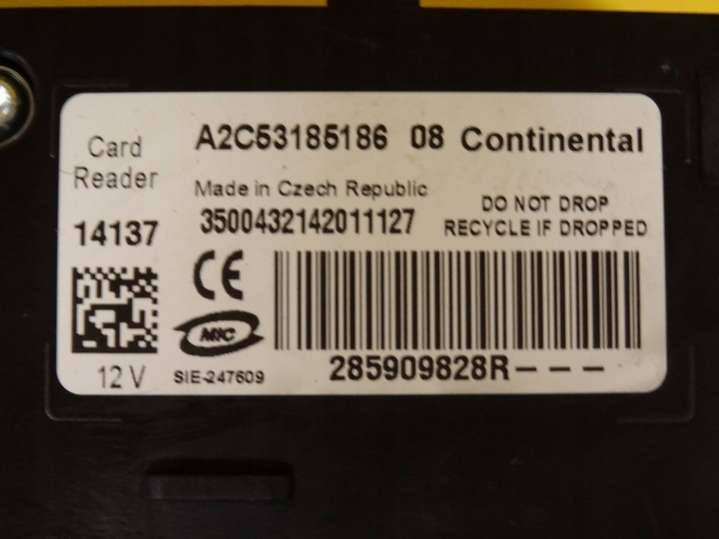 Card
Reader
A2C53185186 08 Continental
Made in Czech Republic
14137
3500432142011127
DO NOT DROP
RECYCLE IF DROPPED
CE
MIC
12 V
SIE-247609
285909828R---